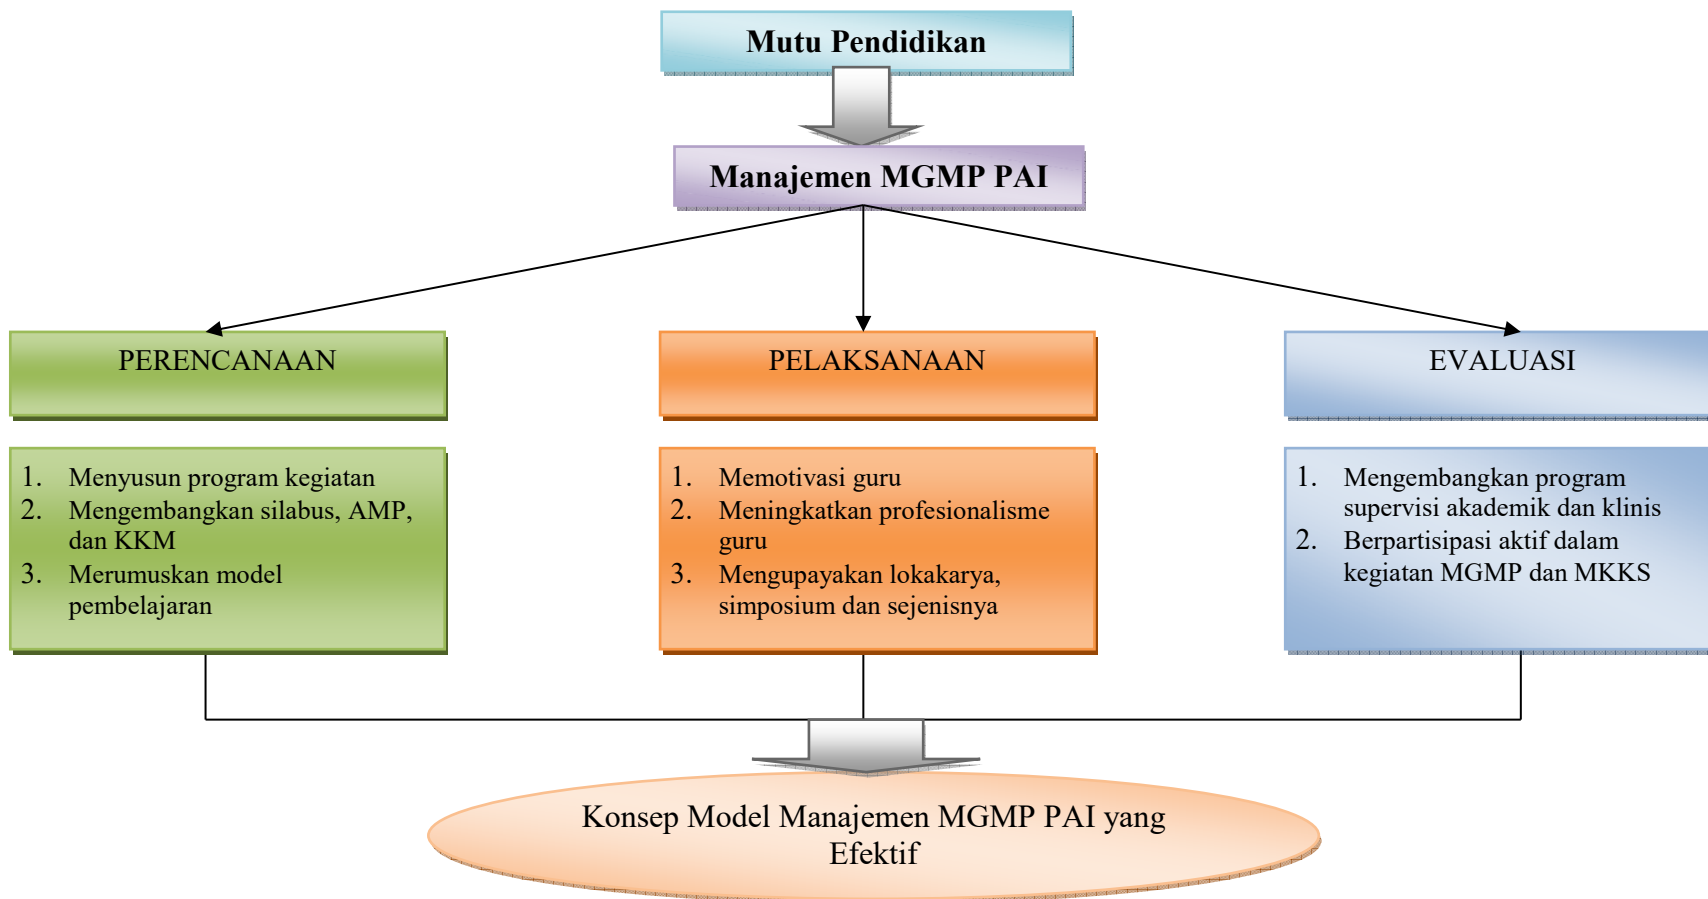 Mutu Pendidikan
Manajemen MGMP PAI
PERENCANAAN
PELAKSANAAN
EVALUASI
1. Menyusun program kegiatan
2. Mengembangkan silabus, AMP,
dan KKM
3. Merumuskan model
pembelajaran
1. Memotivasi guru
2. Meningkatkan profesionalisme
guru
3. Mengupayakan lokakarya,
simposium dan sejenisnya
1. Mengembangkan program
supervisi akademik dan klinis
2. Berpartisipasi aktif dalam
kegiatan MGMP dan MKKS
Konsep Model Manajemen MGMP PAI yang
Efektif